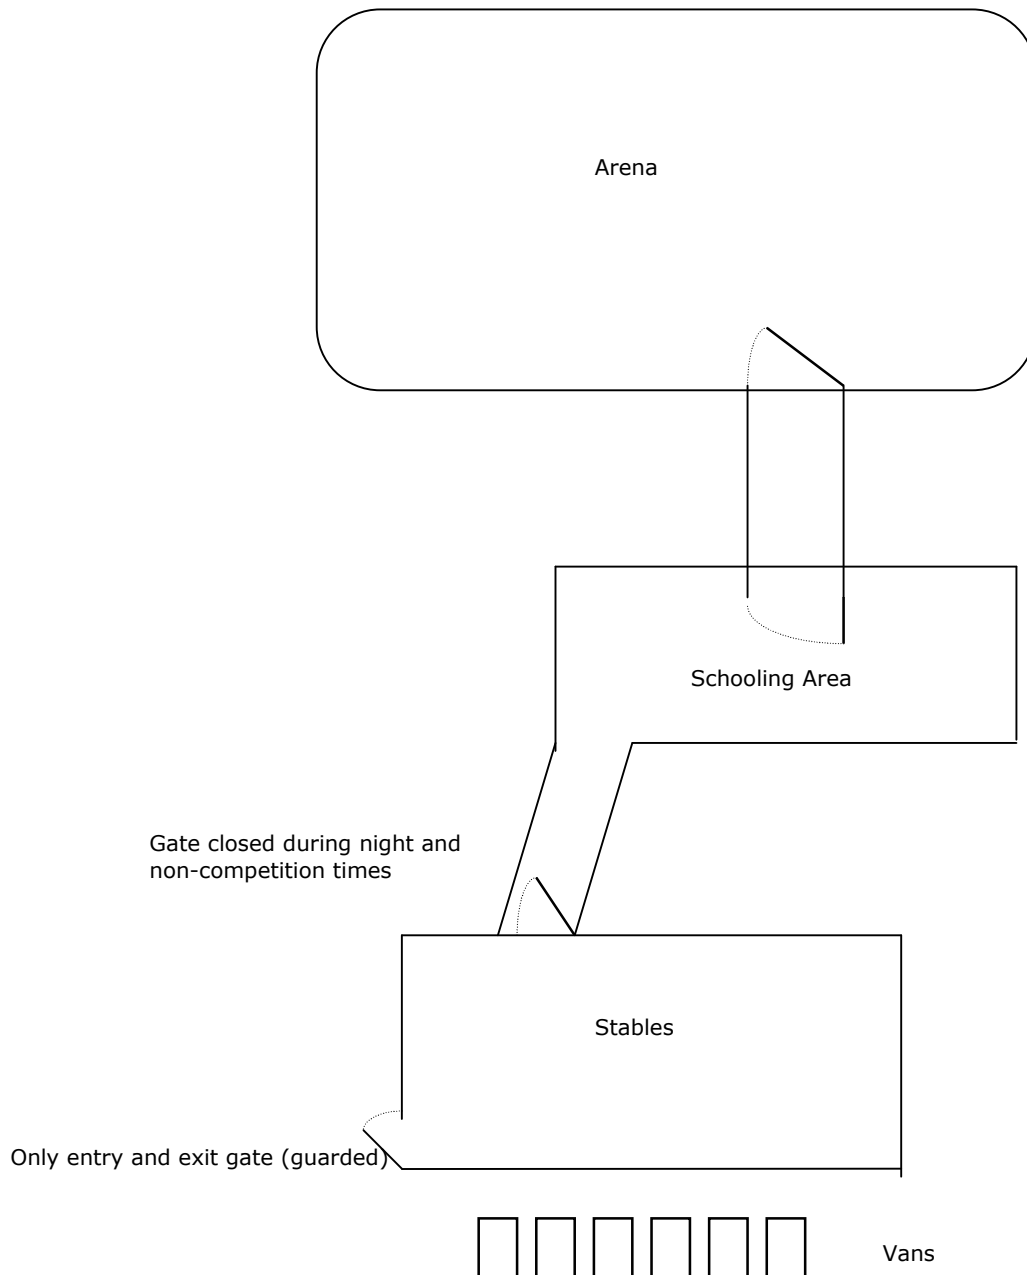 Arena
Schooling Area
Gate closed during night and
non-competition times
Stables
Only entry and exit gate (guarded)
Vans